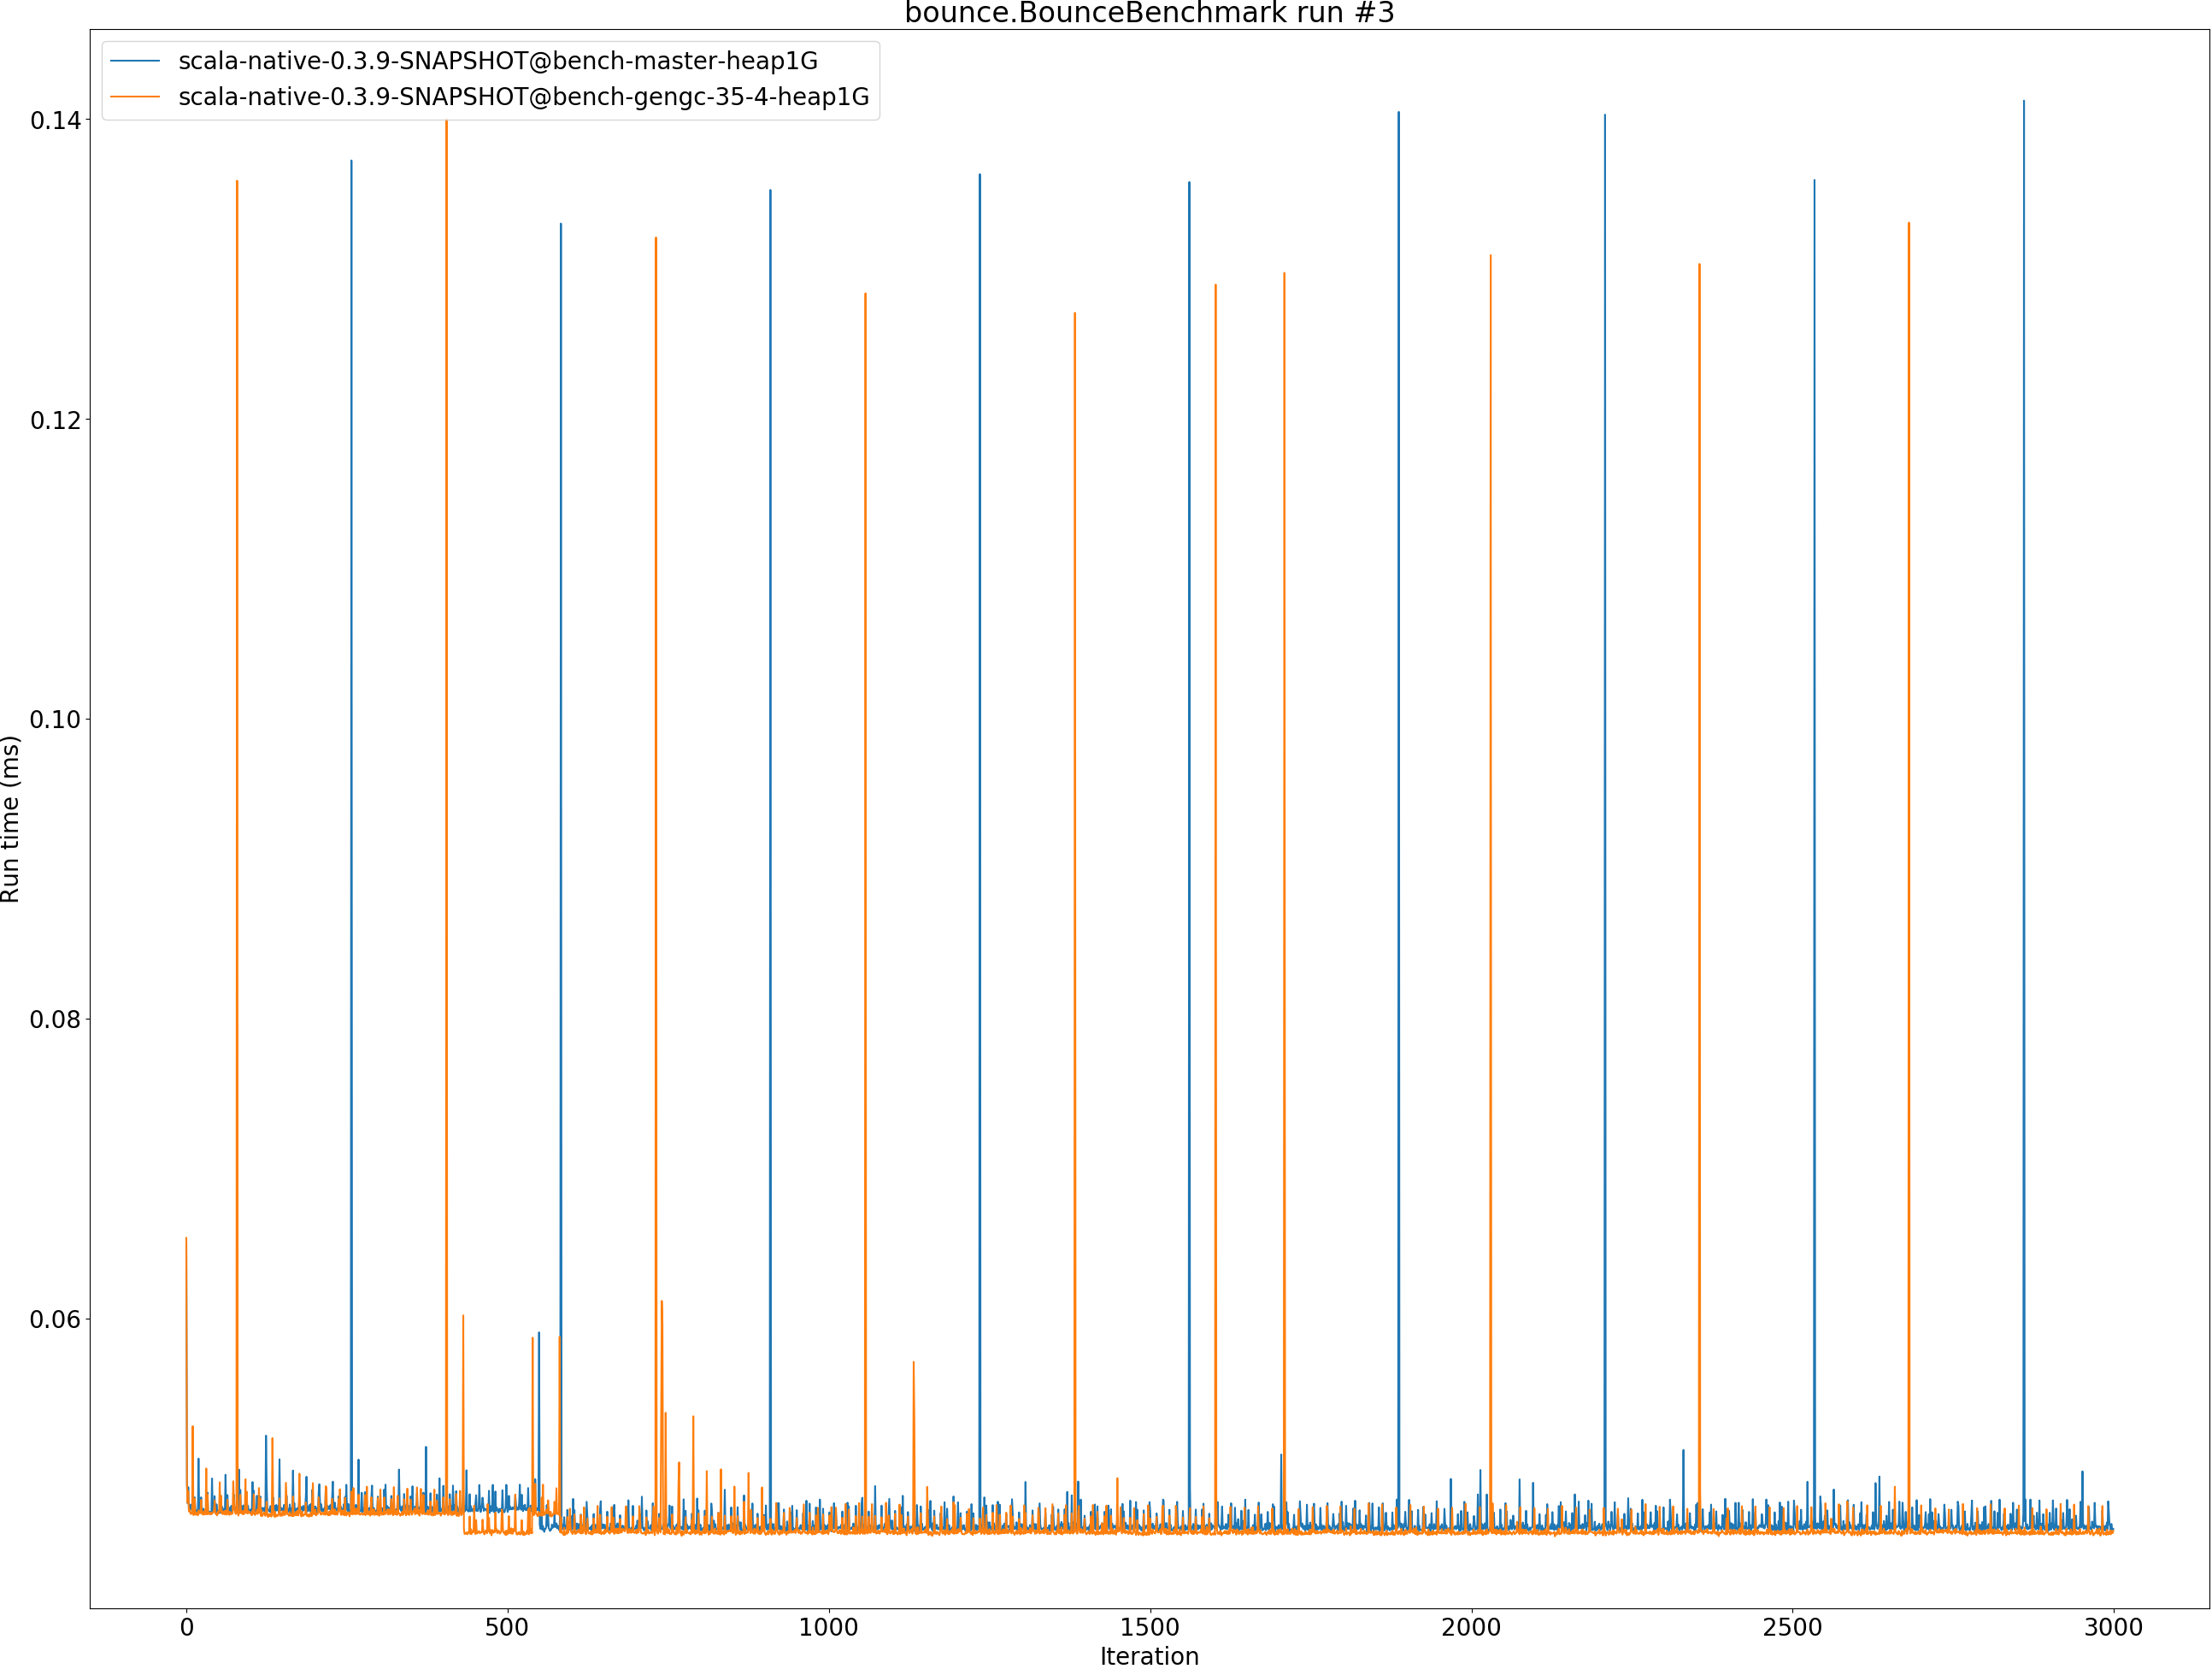 bounce.BounceBenchmark run #3
scala-native-0.3.9-SNAPSHOT@bench-master-heap1G
scala-native-0.3.9-SNAPSHOT@bench-gengc-35-4-heap1G
0.14
0.12
0.10
0.08
0.06
Run time (ms)
0 500 1000 1500 2000 2500 3000
Iteration